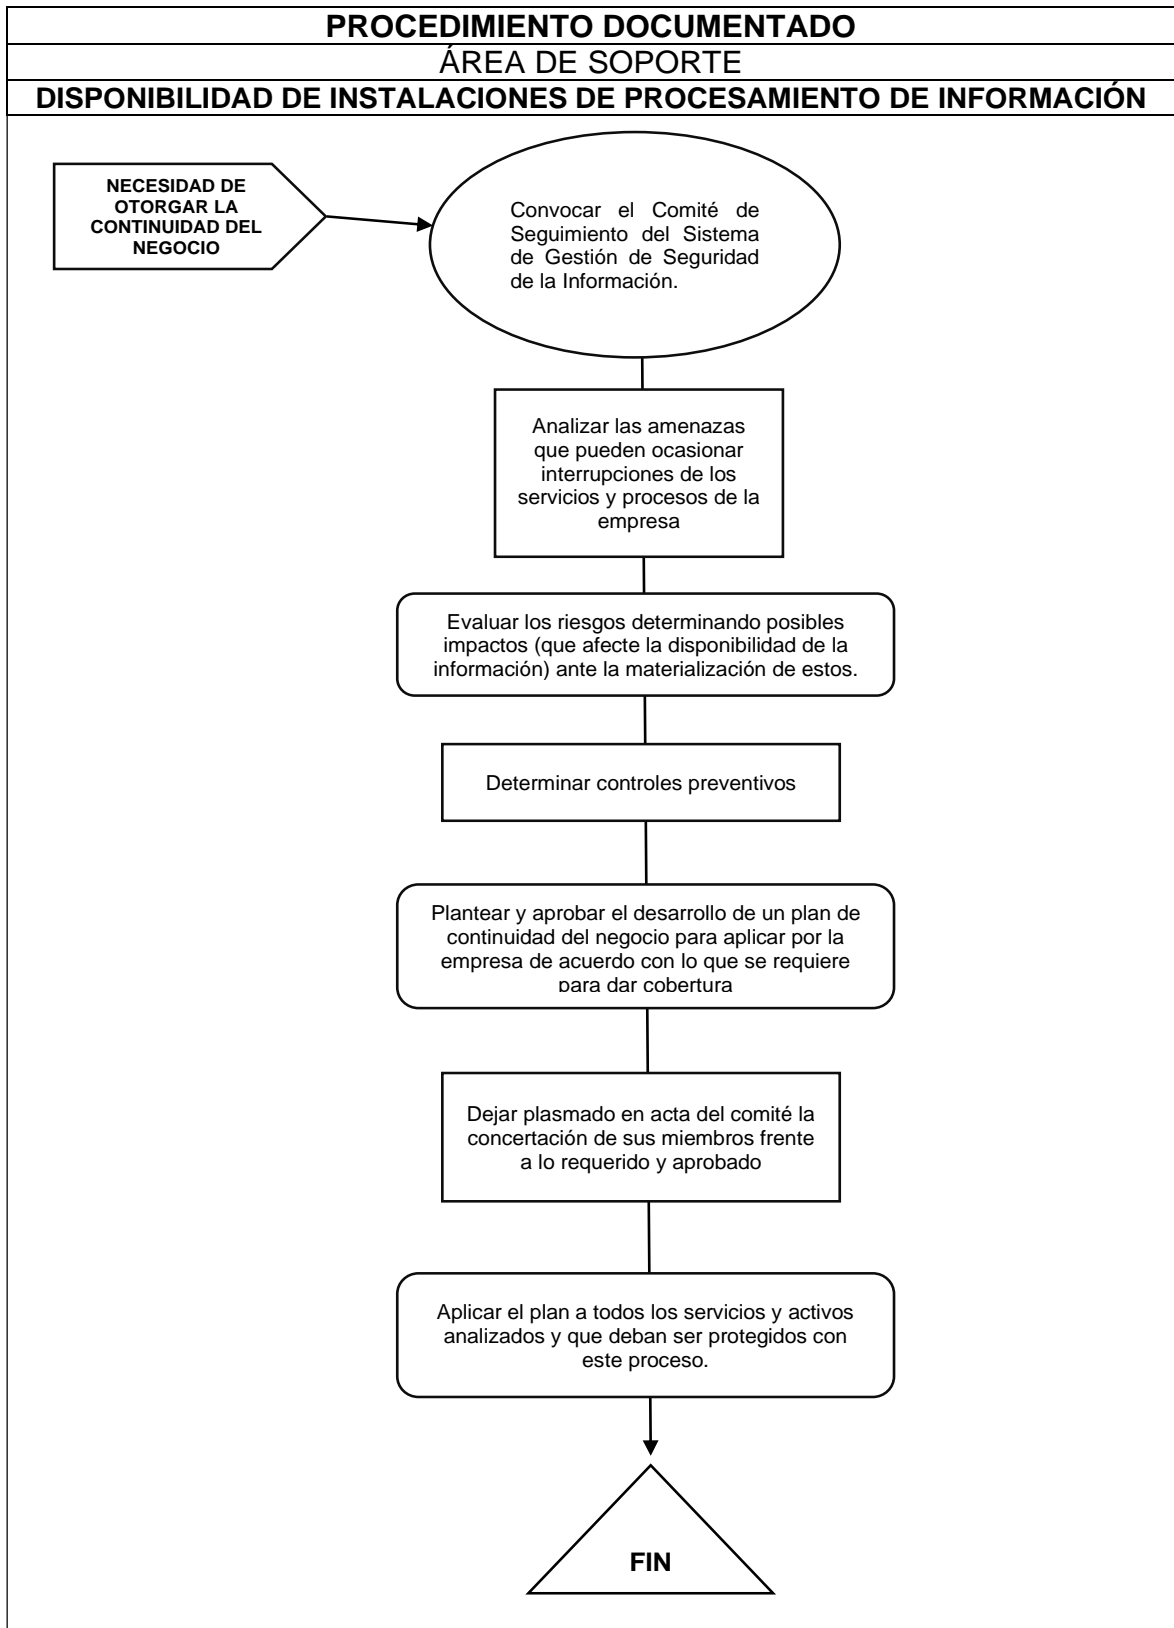 PROCEDIMIENTO DOCUMENTADO
ÁREA DE SOPORTE
DISPONIBILIDAD DE INSTALACIONES DE PROCESAMIENTO DE INFORMACIÓN
NECESIDAD DE
OTORGAR LA
CONTINUIDAD DEL
NEGOCIO
Convocar el Comité de
Seguimiento del Sistema
de Gestión de Seguridad
de la Información.
Analizar las amenazas
que pueden ocasionar
interrupciones de los
servicios y procesos de la
empresa
Evaluar los riesgos determinando posibles
impactos (que afecte la disponibilidad de la
información) ante la materialización de estos.
Determinar controles preventivos
Plantear y aprobar el desarrollo de un plan de
continuidad del negocio para aplicar por la
empresa de acuerdo con lo que se requiere
para dar cobertura
Dejar plasmado en acta del comité la
concertación de sus miembros frente
a lo requerido y aprobado
Aplicar el plan a todos los servicios y activos
analizados y que deban ser protegidos con
este proceso.
FIN